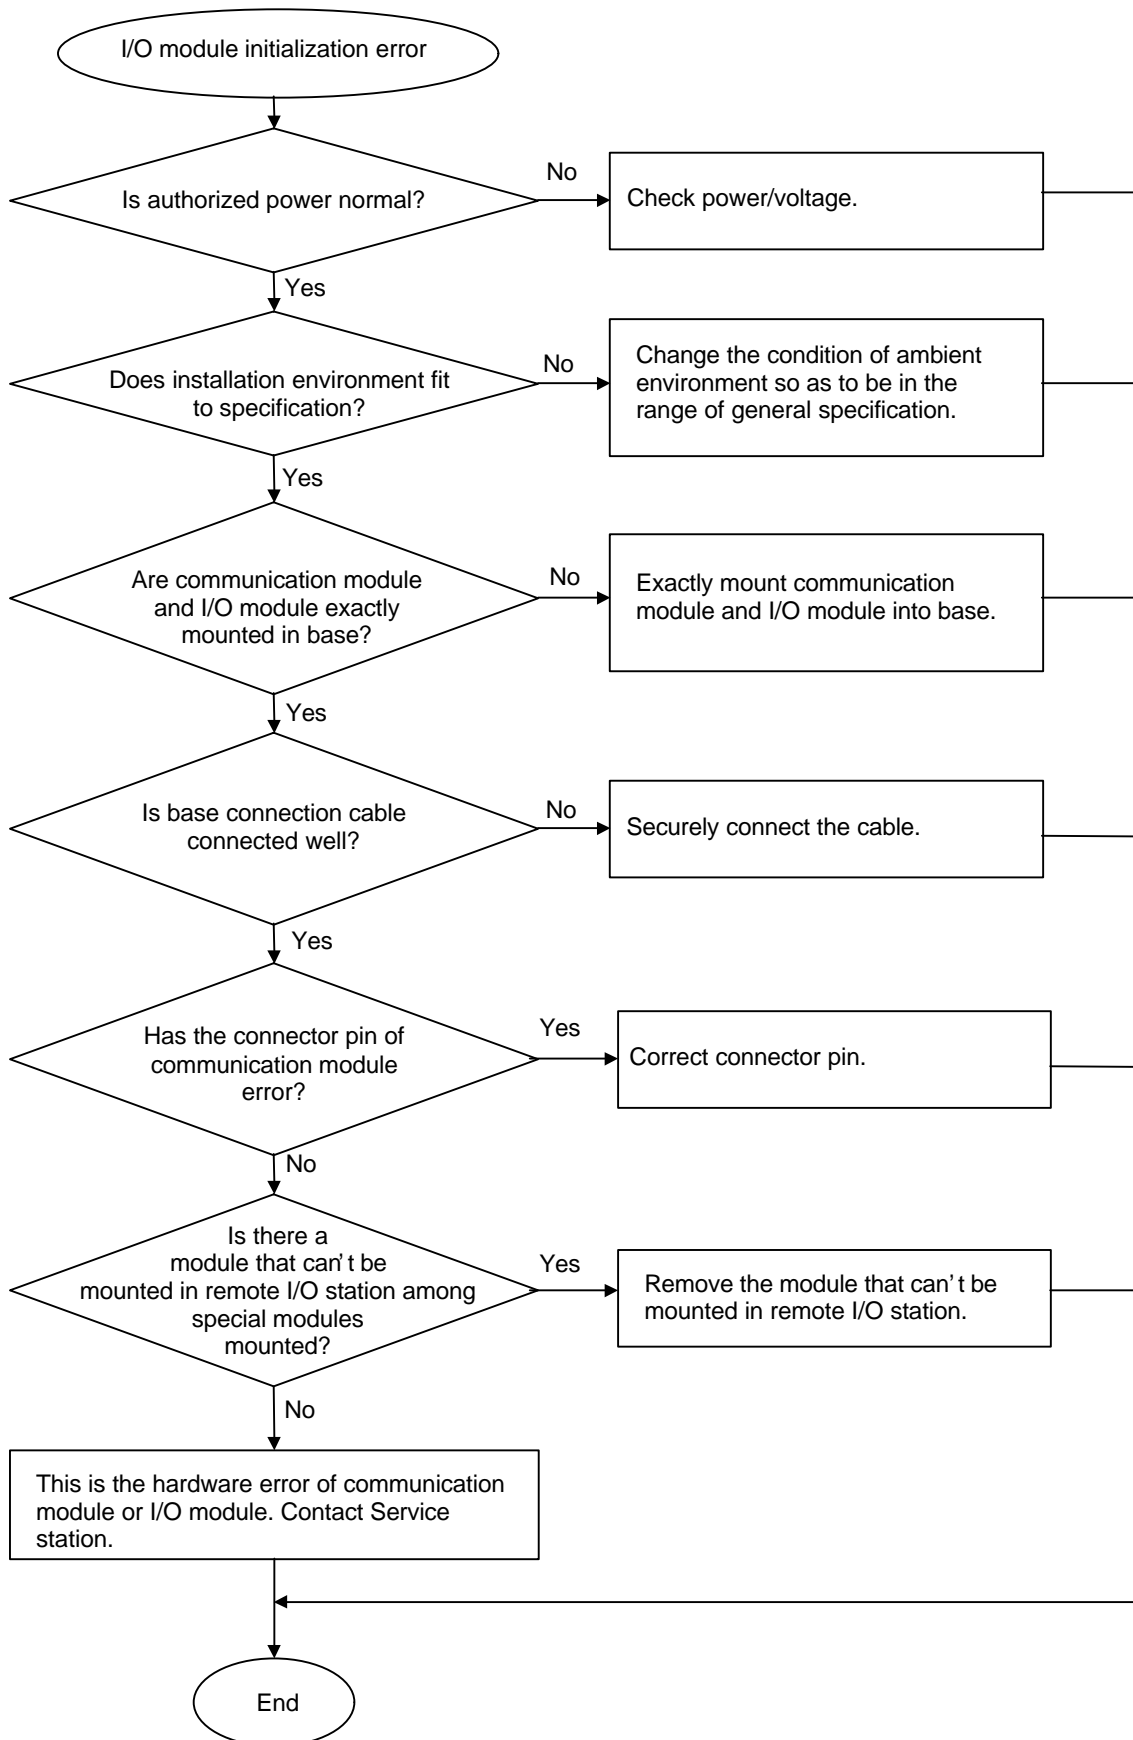 I/O module initialization error
Is authorized power normal?
No
Check power/voltage.
Yes
Does installation environment fit
to specification?
No
Change the condition of ambient
environment so as to be in the
range of general specification.
Yes
Are communication module
and I/O module exactly
mounted in base?
No
Exactly mount communication
module and I/O module into base.
Yes
Is base connection cable
connected well?
No
Securely connect the cable.
Yes
Has the connector pin of
communication module
error?
Yes
Correct connector pin.
No
Is there a
module that can't be
mounted in remote I/O station among
special modules
mounted?
Yes
Remove the module that can't be
mounted in remote I/O station.
No
This is the hardware error of communication
module or I/O module. Contact Service
station.
End